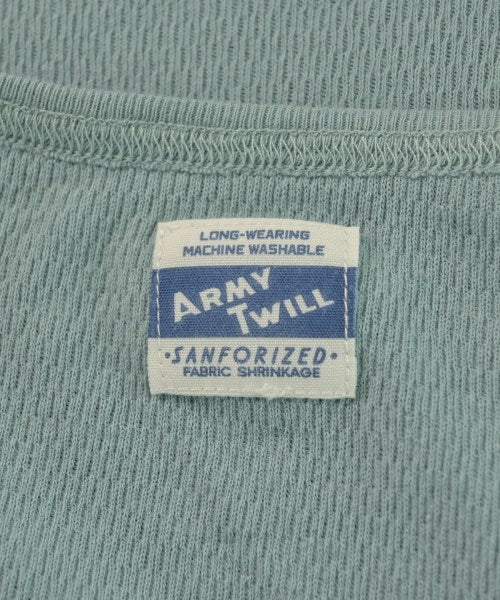 LONG-WEARING
MACHINE WASHABLE
ARMY
TWILL
·SANFORIZED·
FABRIC SHRINKAGE